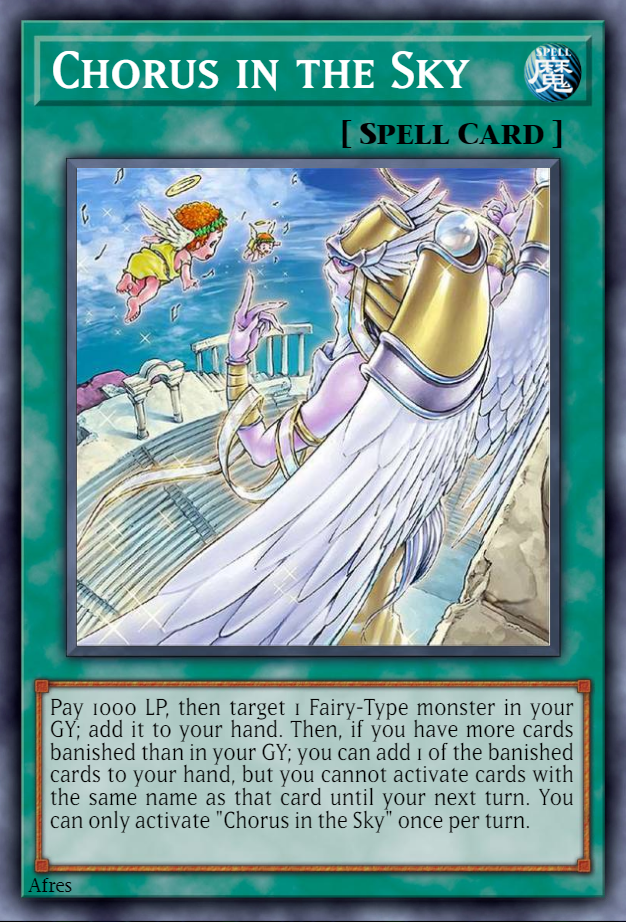 Chorus in the Sky
SPELL
魔
[ Spell Card ]
Pay 1000 LP, then target 1 Fairy-Type monster in your
GY; add it to your hand. Then, if you have more cards
banished than in your GY; you can add 1 of the banished
cards to your hand, but you cannot activate cards with
the same name as that card until your next turn. You
can only activate "Chorus in the Sky" once per turn.
Afres